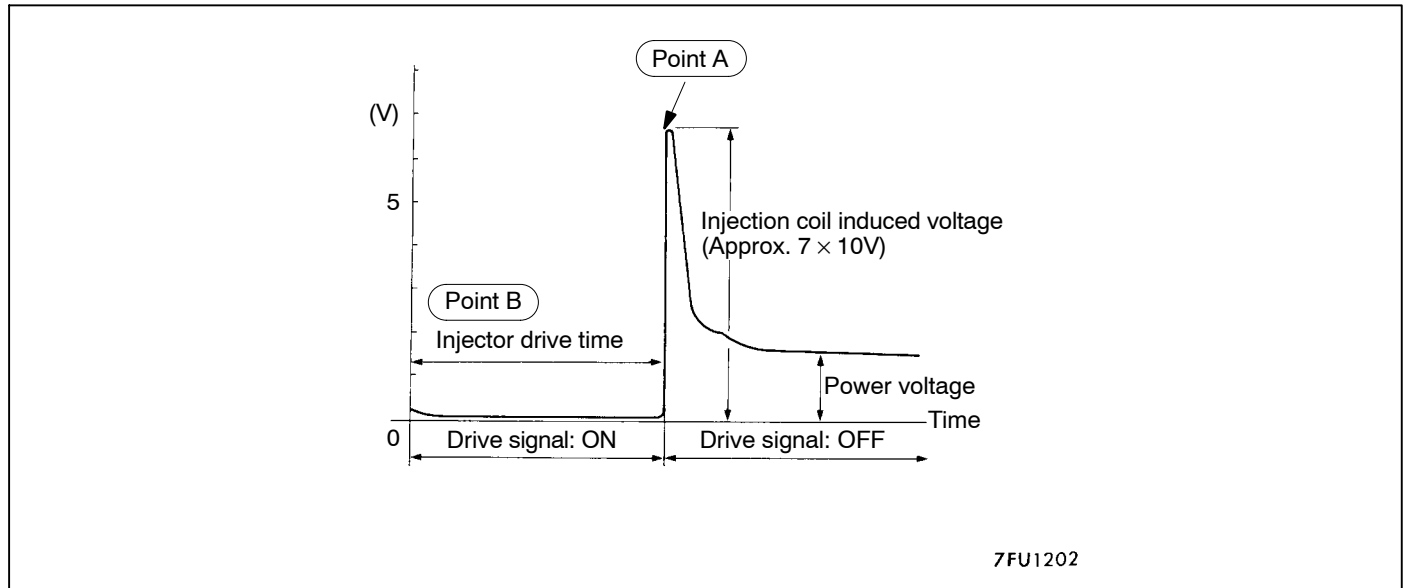 Point A
(V)
5
Injection coil induced voltage
(Approx. 7 × 10V)
Point B
Injector drive time
Power voltage
Time
0
Drive signal: ON
Drive signal: OFF
7FU1202